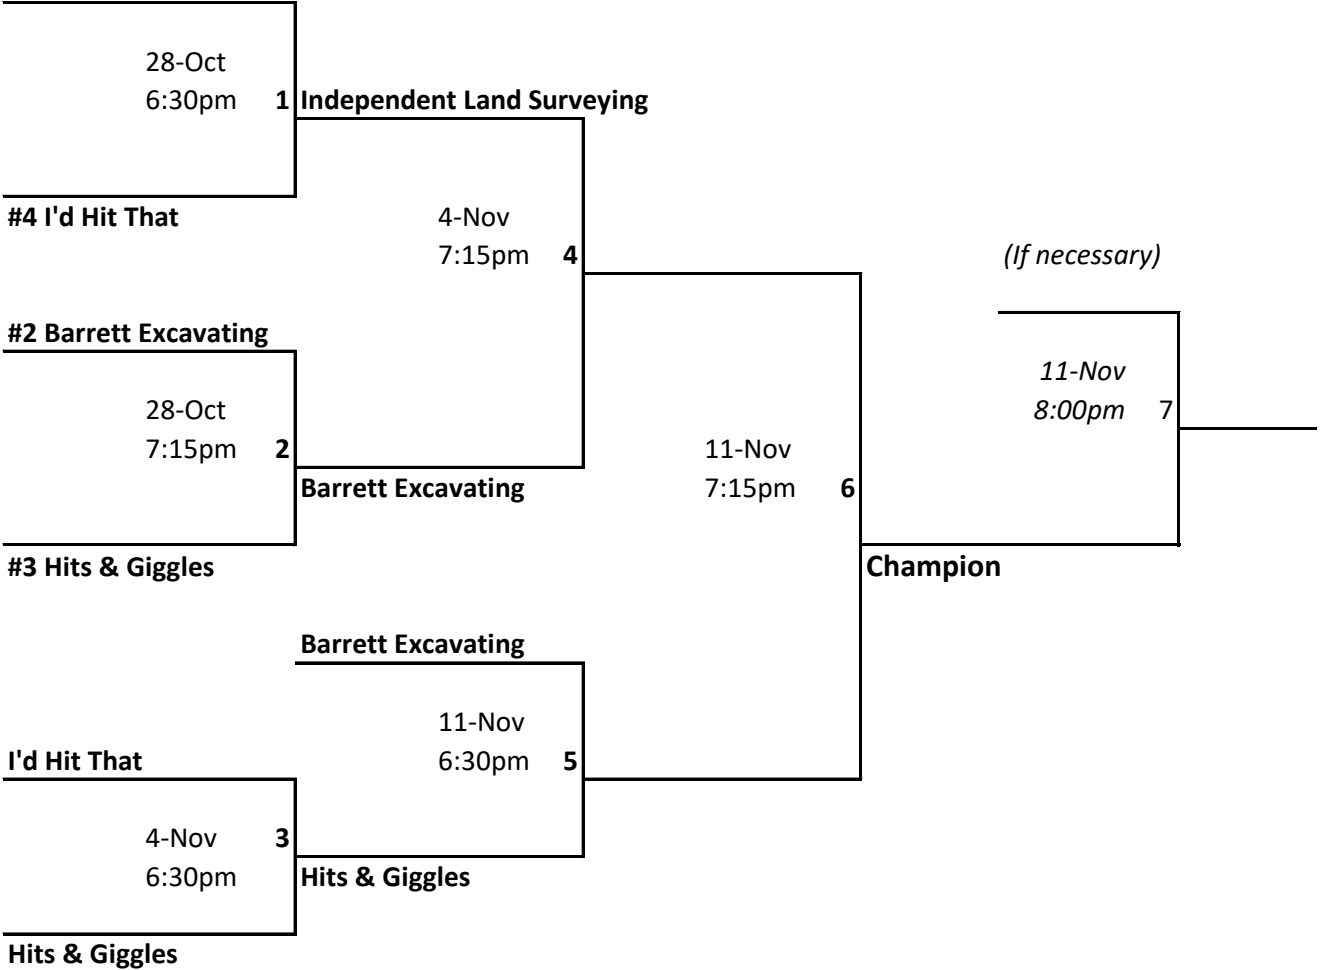 28-Oct
6:30pm 1 Independent Land Surveying
#4 I'd Hit That
4-Nov
7:15pm 4
(If necessary)
#2 Barrett Excavating
11-Nov
8:00pm 7
28-Oct
7:15pm 2
11-Nov
7:15pm 6
Barrett Excavating
#3 Hits & Giggles
Champion
Barrett Excavating
11-Nov
6:30pm 5
I'd Hit That
4-Nov 3
6:30pm
Hits & Giggles
Hits & Giggles